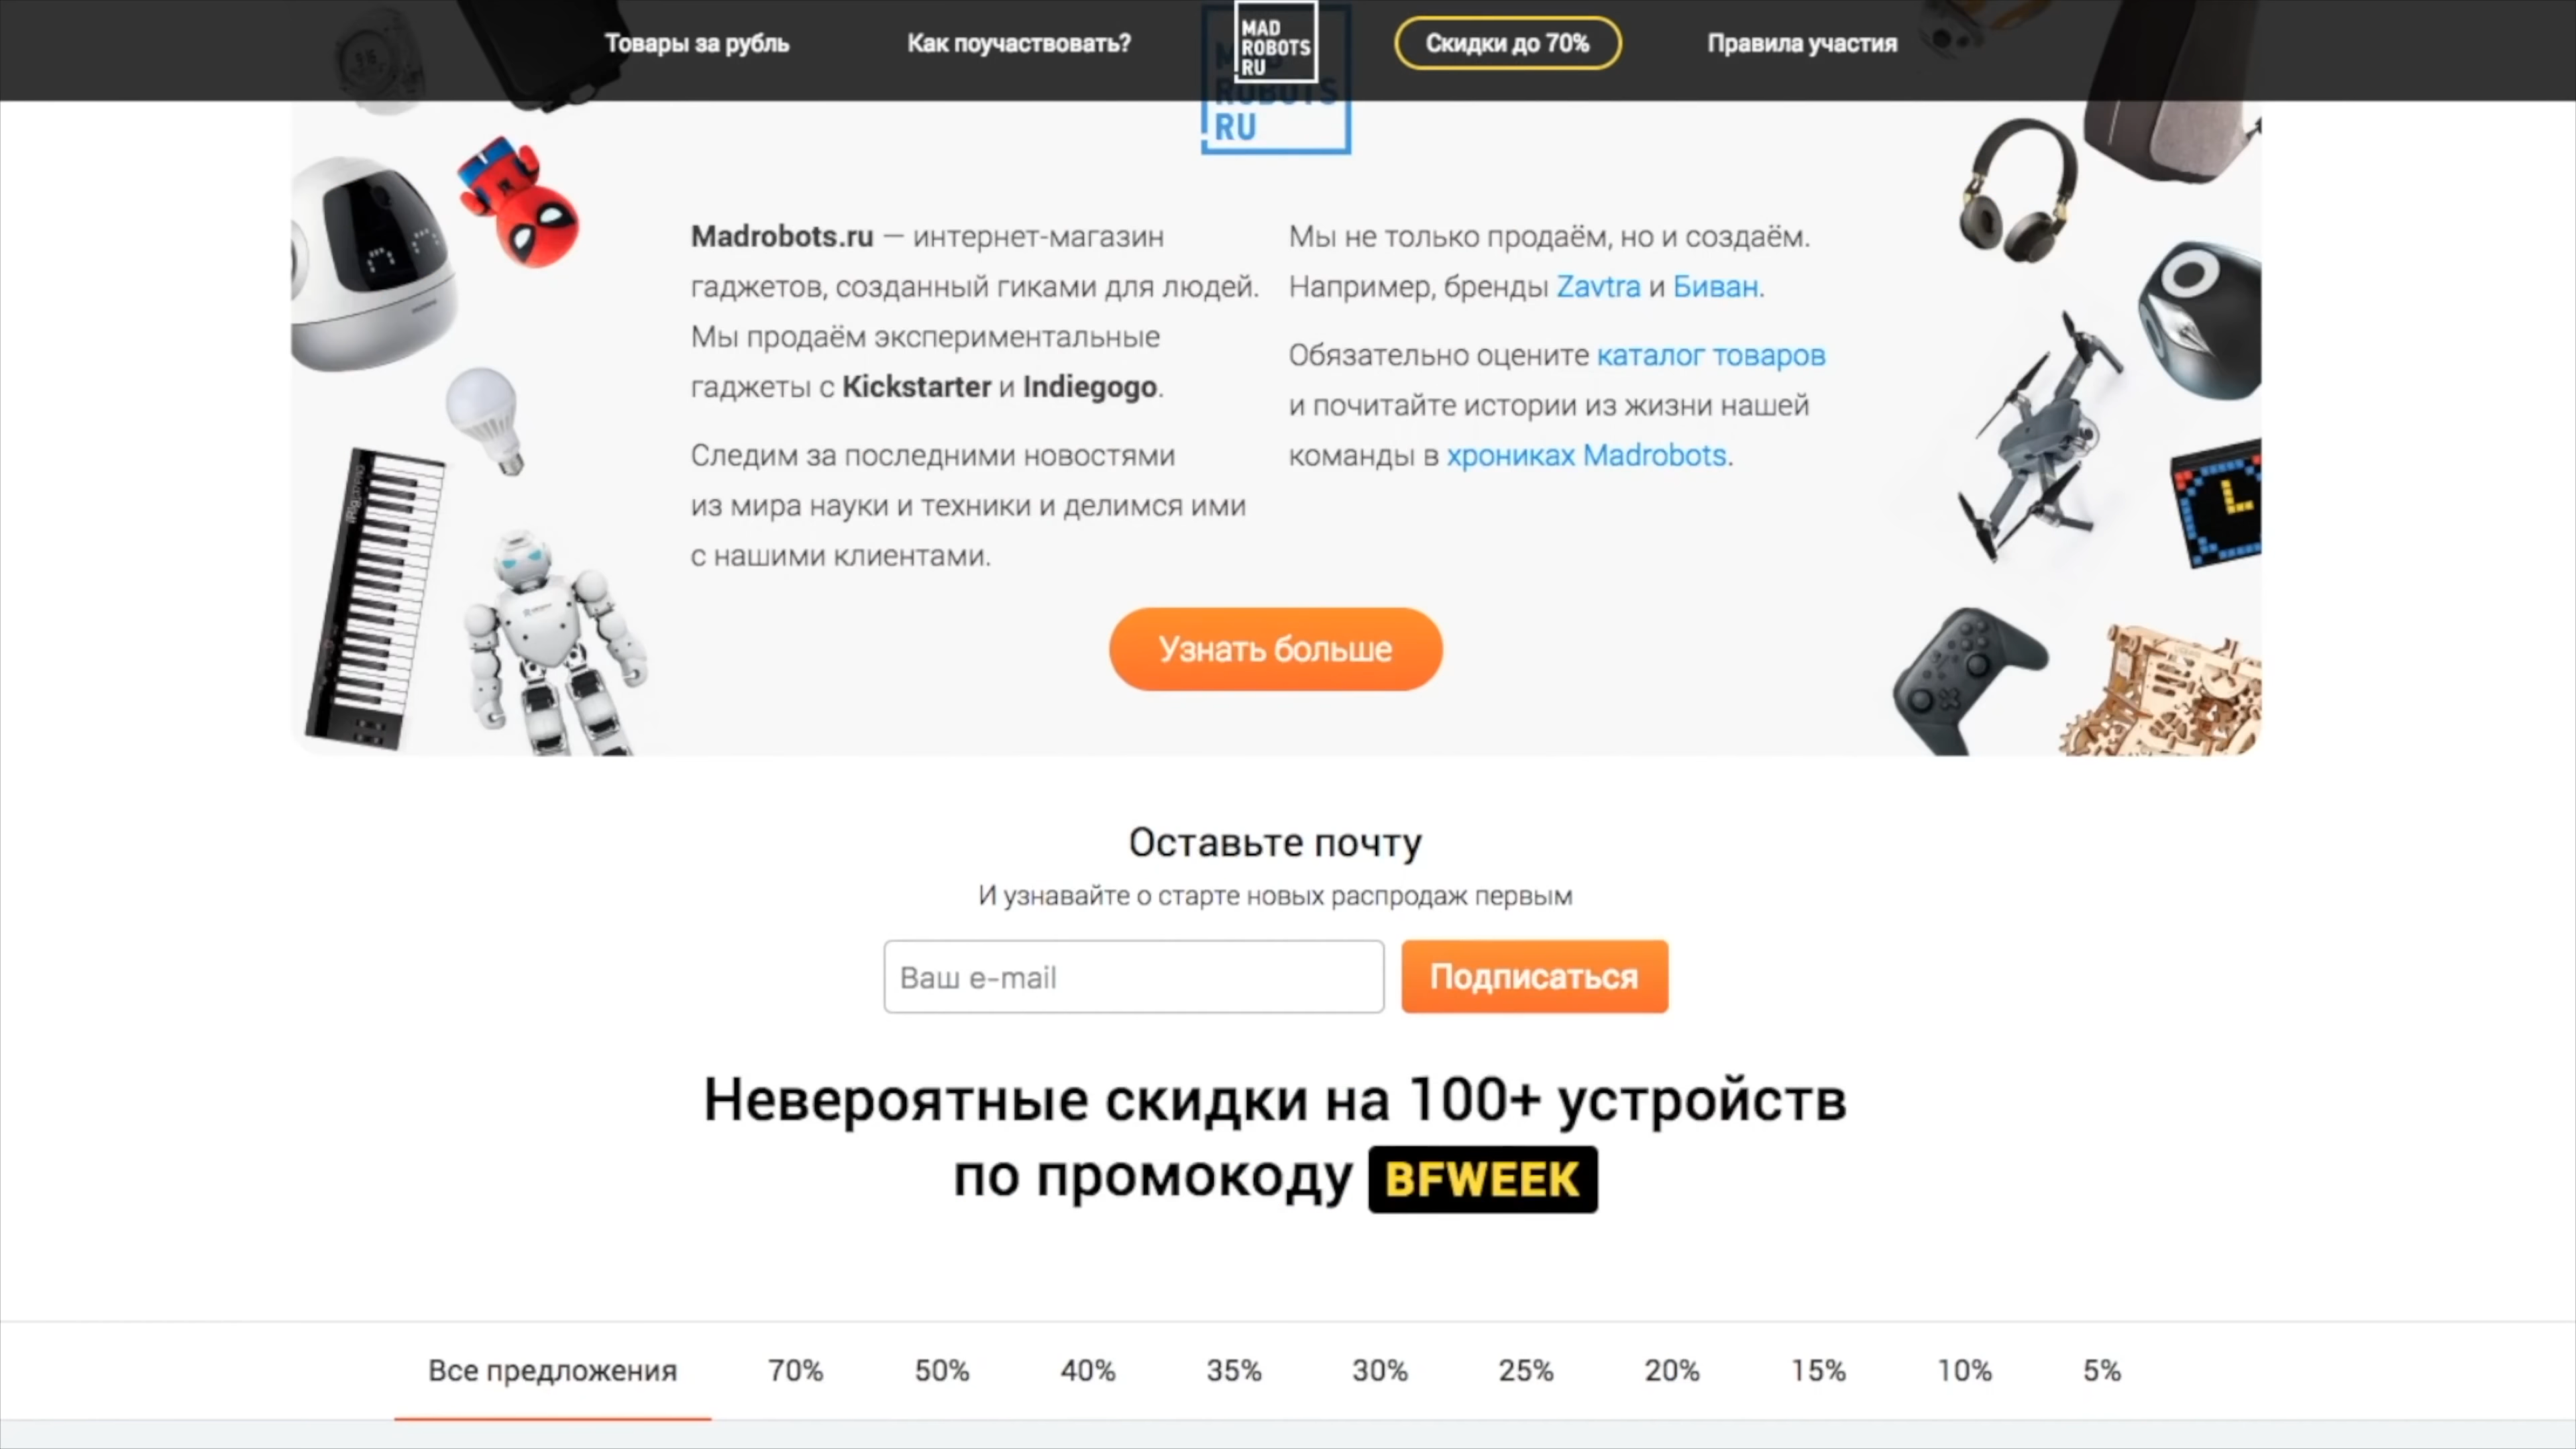 Товары за рубль
Как поучаствовать?
MAD
ROBOTS
RU
Скидки до 70%
Правила участия
ROBOTS
RU
Madrobots.ru — интернет-магазин
гаджетов, созданный гиками для людей.
Мы продаём экспериментальные
гаджеты с Kickstarter и Indiegogo.
Следим за последними новостями
из мира науки и техники и делимся ими
с нашими клиентами.
Мы не только продаём, но и создаём.
Например, бренды Zavtra и Биван.
Обязательно оцените каталог товаров
и почитайте истории из жизни нашей
команды в хрониках Madrobots.
Узнать больше
Оставьте почту
И узнавайте о старте новых распродаж первым
Ваш e-mail
Подписаться
Невероятные скидки на 100+ устройств
по промокоду BFWEEK
Все предложения
70%
50%
40%
35%
30%
25%
20%
15%
10%
5%